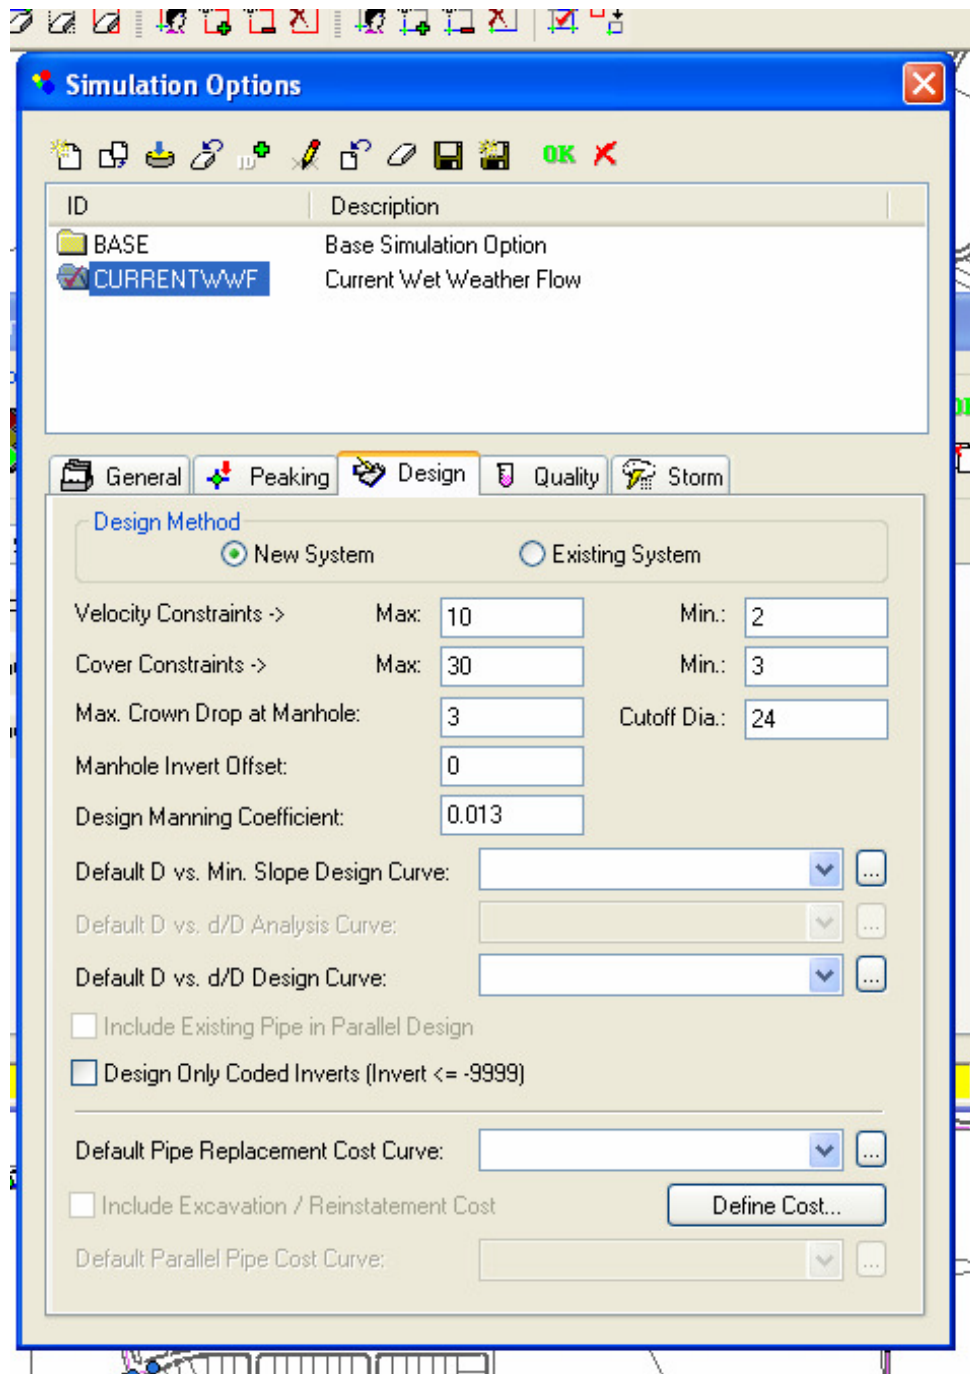 Simulation Options
OK
ID Description
BASE Base Simulation Option
CURRENTWWF Current Wet Weather Flow
General Peaking Design Quality Storm
Design Method
New System Existing System
Velocity Constraints -> Max: 10 Min.: 2
Cover Constraints -> Max: 30 Min.: 3
Max. Crown Drop at Manhole: 3 Cutoff Dia.: 24
Manhole Invert Offset: 0
Design Manning Coefficient: 0.013
Default D vs. Min. Slope Design Curve: ...
Default D vs. d/D Analysis Curve: ...
Default D vs. d/D Design Curve: ...
Include Existing Pipe in Parallel Design
Design Only Coded Inverts (Invert <= -9999)
Default Pipe Replacement Cost Curve: ...
Include Excavation / Reinstatement Cost Define Cost...
Default Parallel Pipe Cost Curve: ...